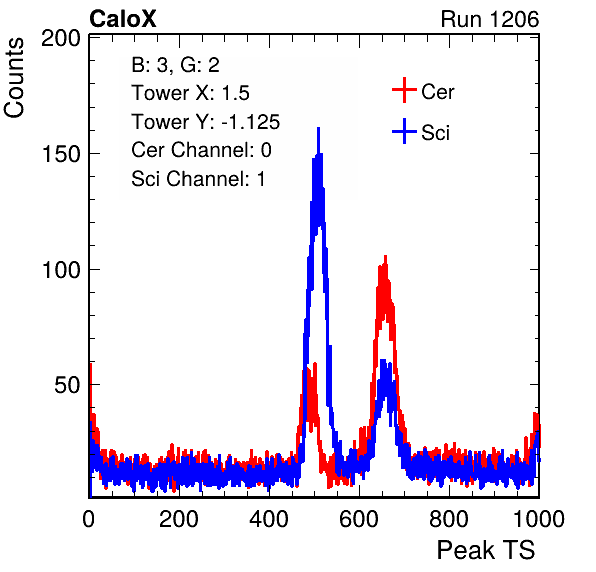 CaloX Run 1206
200
150
100
50
Counts
B: 3, G: 2
Tower X: 1.5
Tower Y: -1.125
Cer Channel: 0
Sci Channel: 1
Cer
Sci
0 200 400 600 800 1000
Peak TS